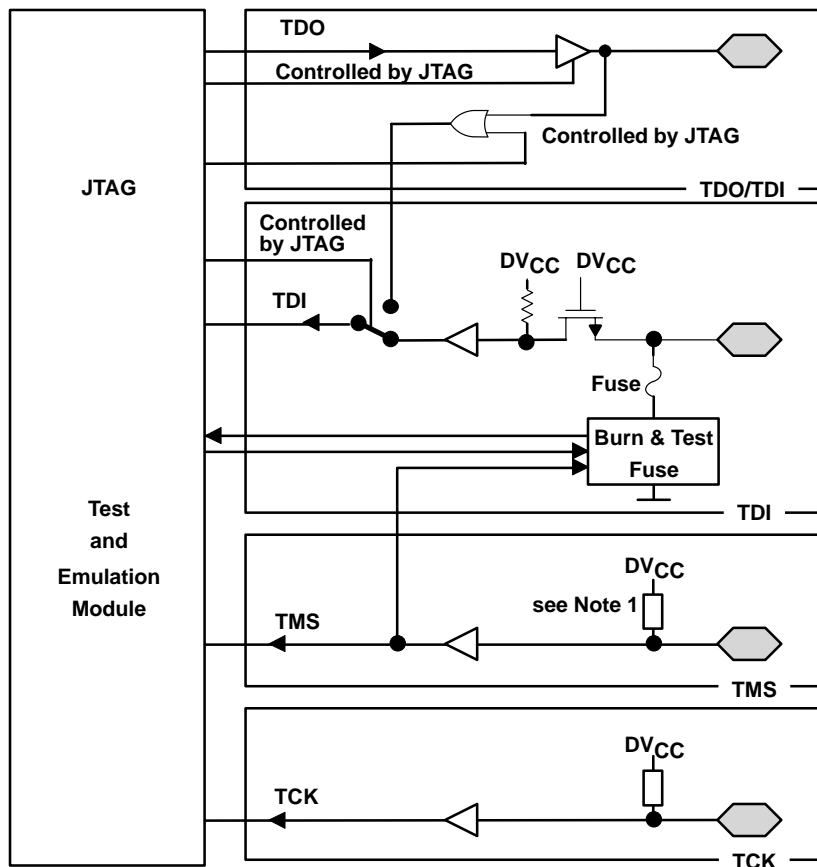 TDO
Controlled by JTAG
Controlled by JTAG
JTAG
TDO/TDI
Controlled
by JTAG
DVCC
DVCC
TDI
Fuse
Burn & Test
Fuse
TDI
Test
and
Emulation
Module
DVCC
see Note 1
TMS
TMS
DVCC
TCK
TCK